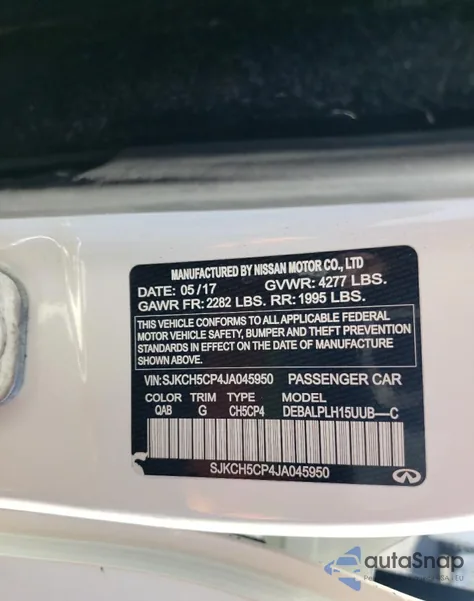 MANUFACTURED BY NISSAN MOTOR CO., LTD
DATE: 05/17 GVWR: 4277 LBS.
GAWR FR: 2282 LBS. RR: 1995 LBS.
THIS VEHICLE CONFORMS TO ALL APPLICABLE FEDERAL
MOTOR VEHICLE SAFETY, BUMPER AND THEFT PREVENTION
STANDARDS IN EFFECT ON THE DATE OF MANUFACTURE
SHOWN ABOVE.
VIN:SJKCH5CP4JA045950 PASSENGER CAR
COLOR TRIM TYPE MODEL
QAB G CH5CP4 DEBALPLH15UUB-C
SJKCH5CP4JA045950
autaSnap